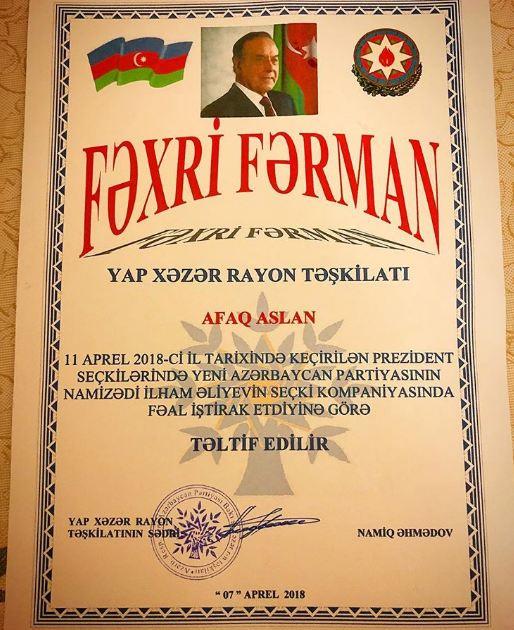 FƏXRİ FƏRMAN
FƏXRİ FƏRMAN
YAP XƏZƏR RAYON TƏŞKİLATI
AFAQ ASLAN
11 APREL 2018-Cİ İL TARİXİNDƏ KEÇİRİLƏN PREZİDENT
SEÇKİLƏRİNDƏ YENİ AZƏRBAYCAN PARTİYASININ
NAMİZƏDİ İLHAM ƏLİYEVİN SEÇKİ KOMPANİYASINDA
FƏAL İŞTİRAK ETDİYİNƏ GÖRƏ
TƏLTİF EDİLİR
YAP XƏZƏR RAYON
TƏŞKİLATININ SƏDRİ
NAMİQ ƏHMƏDOV
“ 07 ” APREL 2018